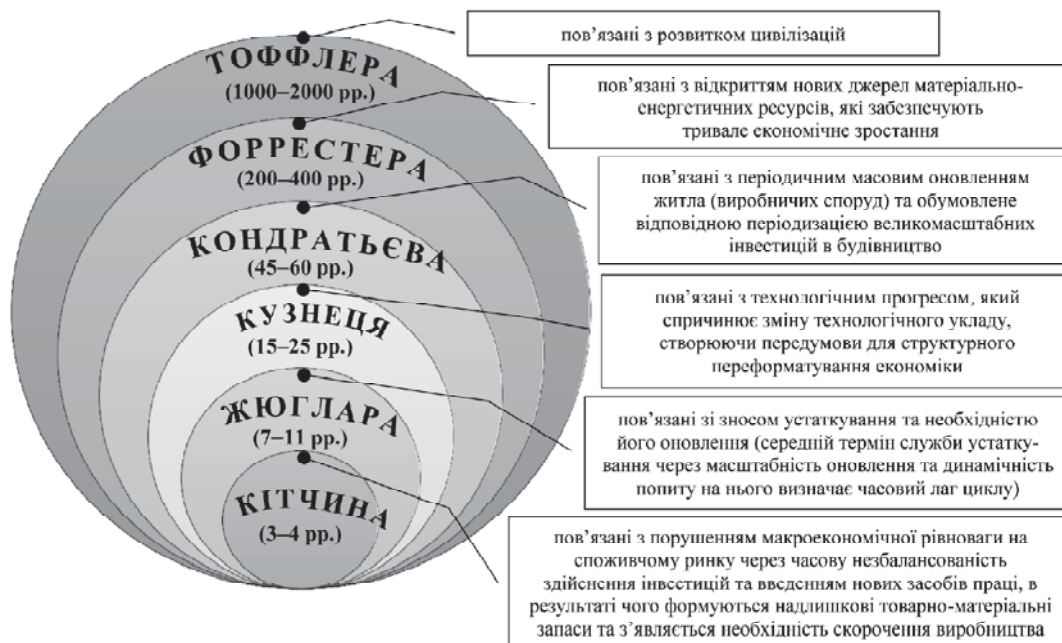 ТОФФЛЕРА
(1000–2000 рр.)
ФОРРЕСТЕРА
(200–400 рр.)
КОНДРАТЬЄВА
(45–60 рр.)
КУЗНЕЦЯ
(15–25 рр.)
ЖЮГЛАРА
(7–11 рр.)
КІТЧИНА
(3–4 рр.)
пов’язані з розвитком цивілізацій
пов’язані з відкриттям нових джерел матеріально-
енергетичних ресурсів, які забезпечують
тривале економічне зростання
пов’язані з періодичним масовим оновленням
житла (виробничих споруд) та обумовлене
відповідною періодизацією великомасштабних
інвестицій в будівництво
пов’язані з технологічним прогресом, який
спричинює зміну технологічного укладу,
створюючи передумови для структурного
переформатування економіки
пов’язані зі зносом устаткування та необхідністю
його оновлення (середній термін служби устатку-
вання через масштабність оновлення та динамічність
попиту на нього визначає часовий лаг циклу)
пов’язані з порушенням макроекономічної рівноваги на
споживчому ринку через часову незбалансованість
здійснення інвестицій та введенням нових засобів праці, в
результаті чого формуються надлишкові товарно-матеріальні
запаси та з’являється необхідність скорочення виробництва